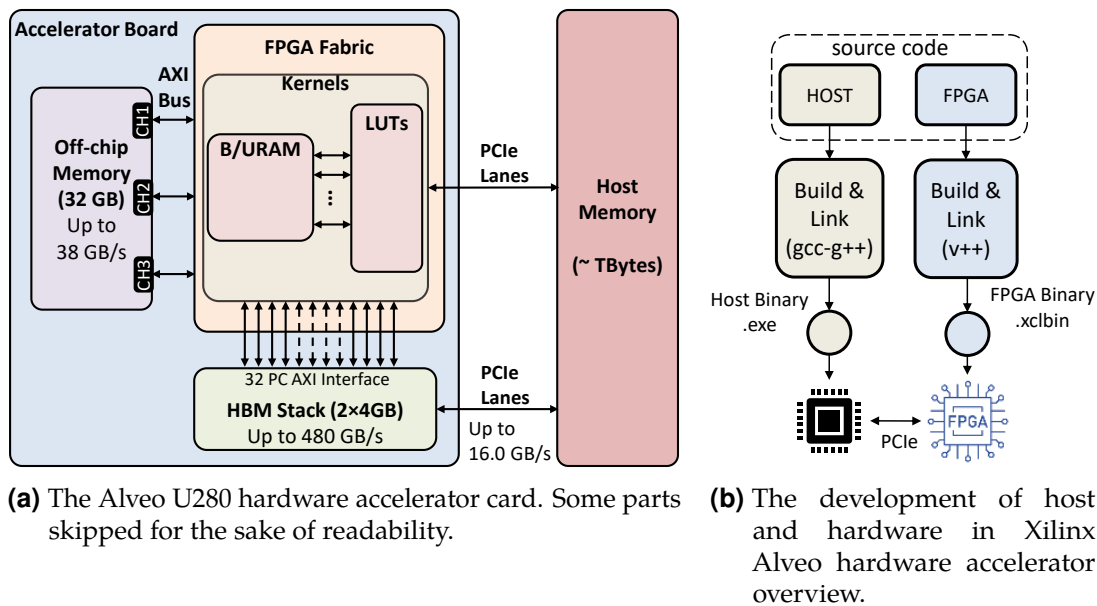 Accelerator Board
FPGA Fabric
Kernels
AXI
Bus
CH1
CH2
CH3
Off-chip
Memory
(32 GB)
Up to
38 GB/s
B/URAM
...
LUTs
PCIe
Lanes
Host
Memory
(~ TBytes)
32 PC AXI Interface
HBM Stack (2×4GB)
Up to 480 GB/s
PCIe
Lanes
Up to
16.0 GB/s
(a) The Alveo U280 hardware accelerator card. Some parts
skipped for the sake of readability.
source code
HOST
FPGA
Build &
Link
(gcc-g++)
Build &
Link
(v++)
Host Binary
.exe
FPGA Binary
.xclbin
FPGA
PCIe
(b) The development of host
and hardware in Xilinx
Alveo hardware accelerator
overview.